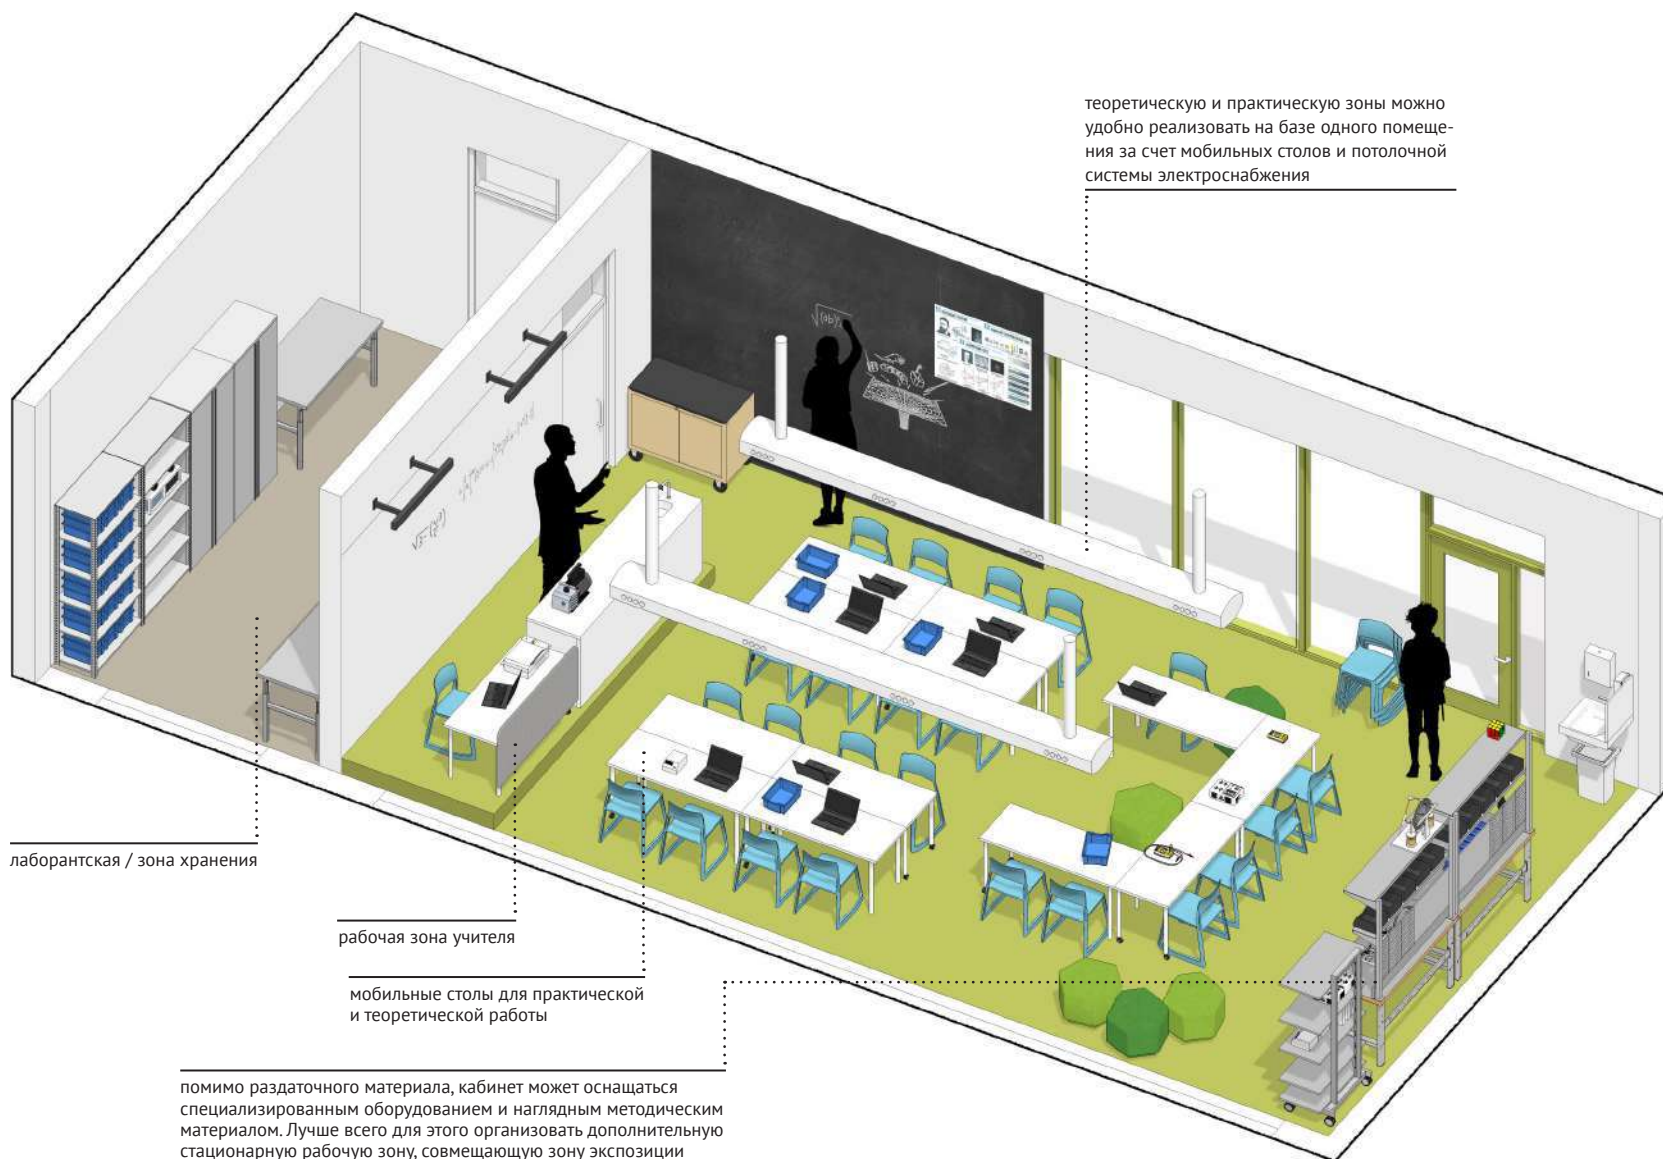 теоретическую и практическую зоны можно
удобно реализовать на базе одного помеще-
ния за счет мобильных столов и потолочной
системы электроснабжения
√(ab)
лаборантская / зона хранения
рабочая зона учителя
мобильные столы для практической
и теоретической работы
помимо раздаточного материала, кабинет может оснащаться
специализированным оборудованием и наглядным методическим
материалом. Лучше всего для этого организовать дополнительную
стационарную рабочую зону, совмещающую зону экспозиции